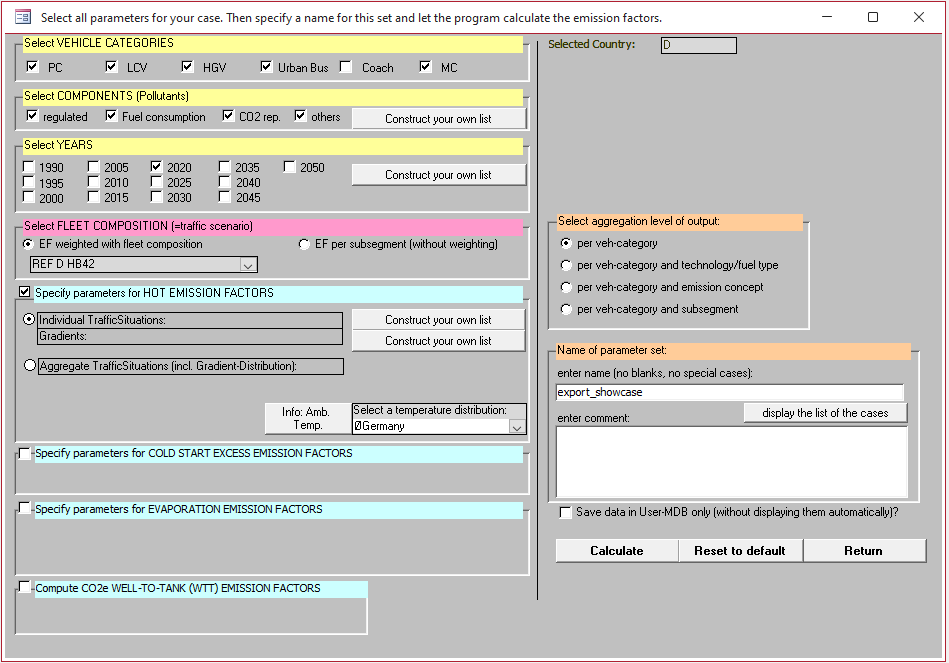 Select all parameters for your case. Then specify a name for this set and let the program calculate the emission factors.
Select VEHICLE CATEGORIES
PC LCV HGV Urban Bus Coach MC
Select COMPONENTS (Pollutants)
regulated Fuel consumption CO2 rep. others Construct your own list
Select YEARS
1990 2005 2020 2035 2050
1995 2010 2025 2040
2000 2015 2030 2045
Construct your own list
Select FLEET COMPOSITION (=traffic scenario)
EF weighted with fleet composition EF per subsegment (without weighting)
REF D HB42
Specify parameters for HOT EMISSION FACTORS
Individual TrafficSituations: Construct your own list
Gradients: Construct your own list
Aggregate TrafficSituations (incl. Gradient-Distribution):
Info: Amb.
Temp.
Select a temperature distribution:
ØGermany
Specify parameters for COLD START EXCESS EMISSION FACTORS
Specify parameters for EVAPORATION EMISSION FACTORS
Compute CO2e WELL-TO-TANK (WTT) EMISSION FACTORS
Selected Country: D
Select aggregation level of output:
per veh-category
per veh-category and technology/fuel type
per veh-category and emission concept
per veh-category and subsegment
Name of parameter set:
enter name (no blanks, no special cases):
export_showcase
enter comment: display the list of the cases
Save data in User-MDB only (without displaying them automatically)?
Calculate Reset to default Return